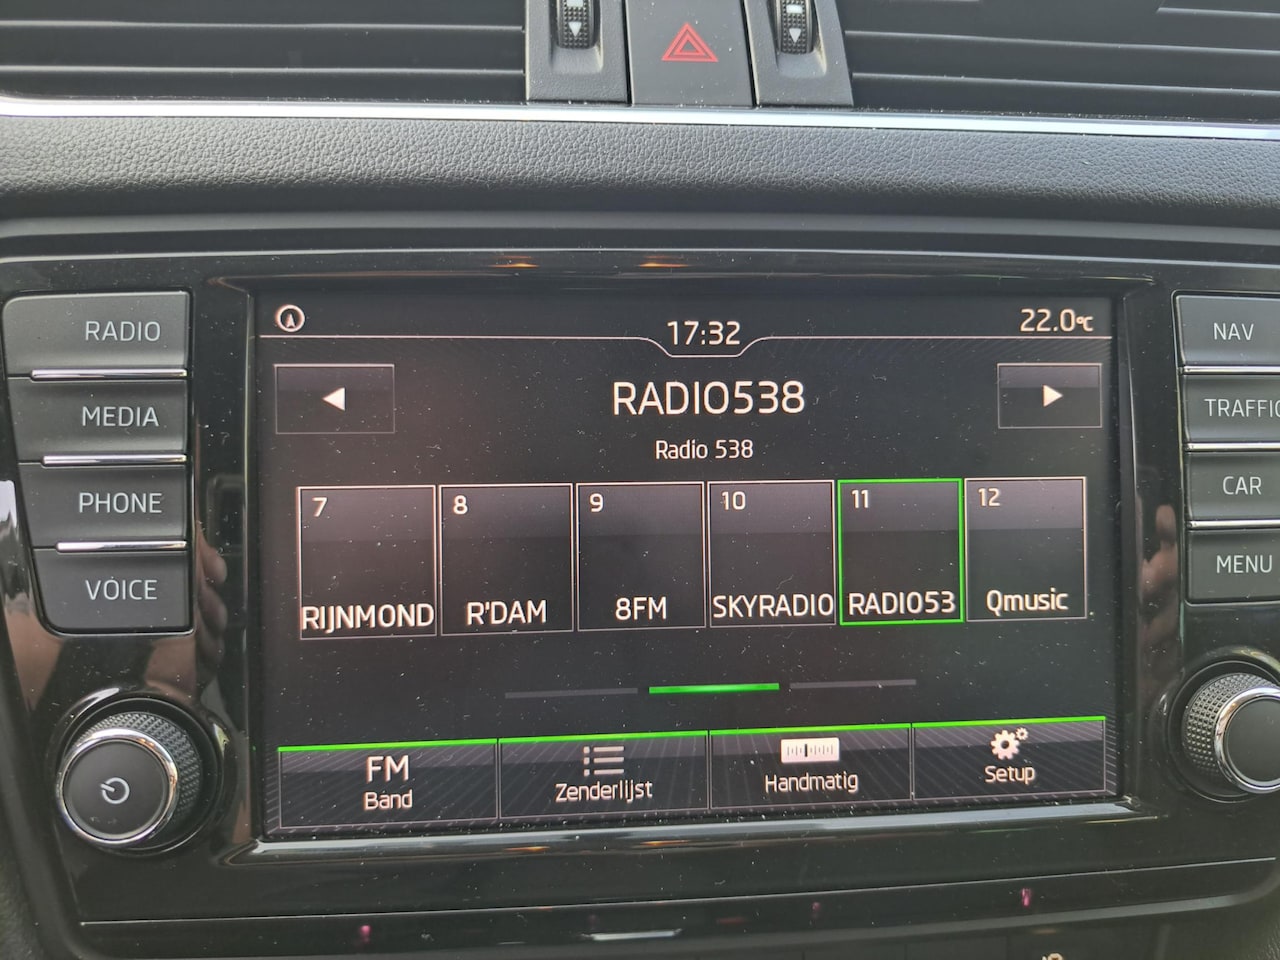 RADIO
MEDIA
PHONE
VOICE
17:32
22.0°C
RADIO538
Radio 538
7
8
9
10
11
12
RIJNMOND
R'DAM
8FM
SKYRADIO
RADIO53
Qmusic
FM
Band
Zenderlijst
Handmatig
Setup
NAV
TRAFFIC
CAR
MENU